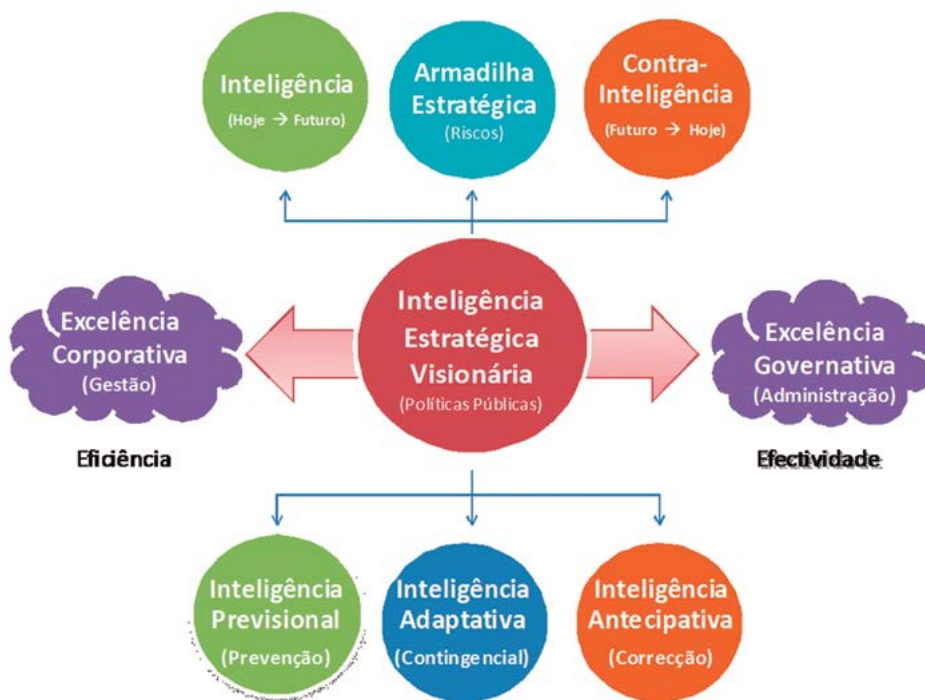 Inteligência
(Hoje → Futuro)
Armadilha
Estratégica
(Riscos)
Contra-
Inteligência
(Futuro → Hoje)
Excelência
Corporativa
(Gestão)
Eficiência
Inteligência
Estratégica
Visionária
(Políticas Públicas)
Excelência
Governativa
(Administração)
Efectividade
Inteligência
Previsional
(Prevenção)
Inteligência
Adaptativa
(Contingencial)
Inteligência
Antecipativa
(Correcção)